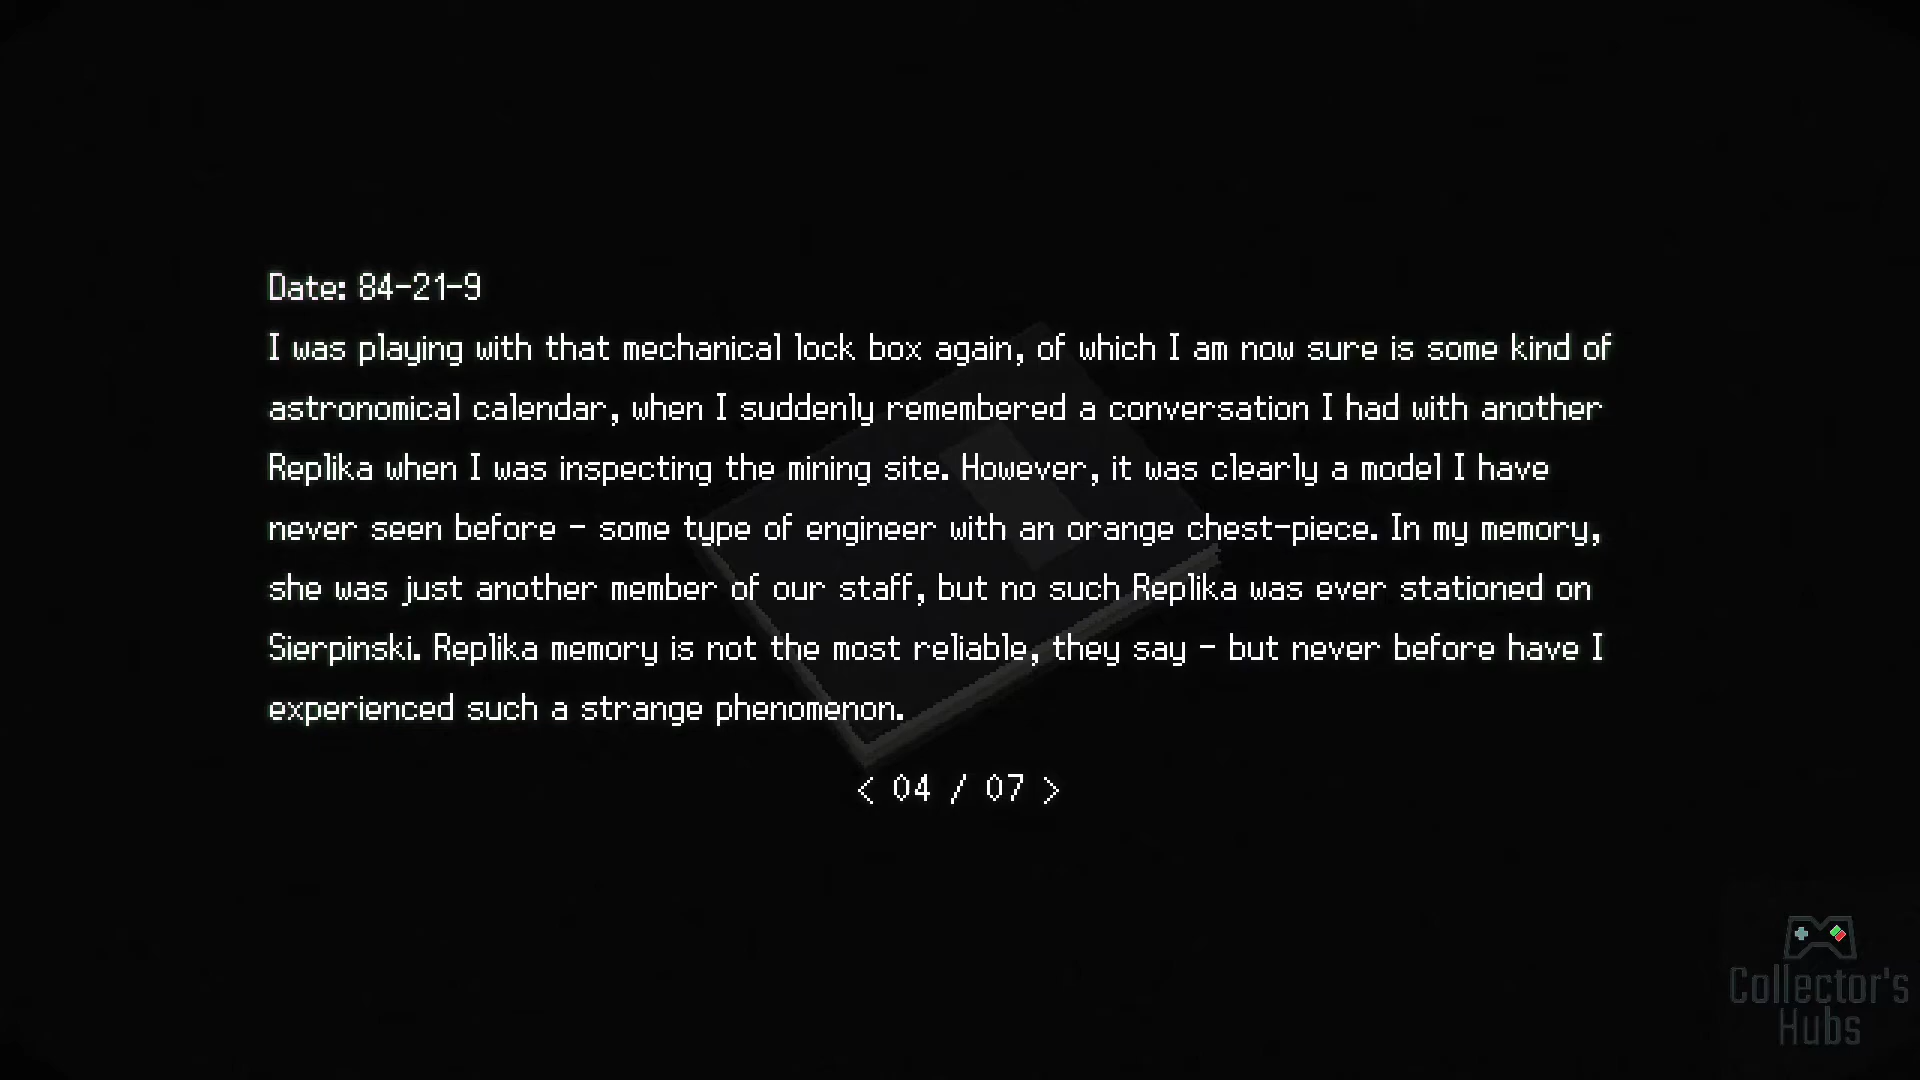 Date: 84-21-9
I was playing with that mechanical lock box again, of which I am now sure is some kind of
astronomical calendar, when I suddenly remembered a conversation I had with another
Replika when I was inspecting the mining site. However, it was clearly a model I have
never seen before - some type of engineer with an orange chest-piece. In my memory,
she was just another member of our staff, but no such Replika was ever stationed on
Sierpinski. Replika memory is not the most reliable, they say - but never before have I
experienced such a strange phenomenon.
< 04 / 07 >
Collector's
Hubs